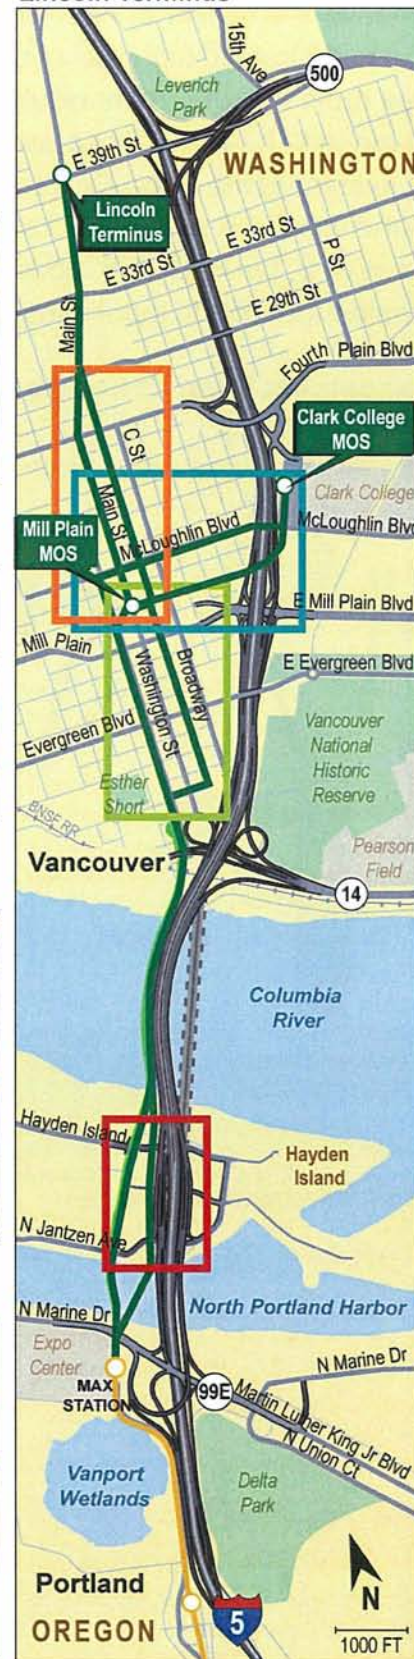 Lincoln Terminus
15th Ave
500
Leverich
Park
E 39th St
WASHINGTON
Lincoln
Terminus
E 33rd St
E 33rd St
P St
E 29th St
Main St
Fourth Plain Blvd
C St
Clark College
MOS
Main St
Clark College
Mill Plain
MOS
McLoughlin Blvd
McLoughlin Blvd
E Mill Plain Blvd
Mill Plain
Washington St
Broadway
E Evergreen Blvd
Evergreen Blvd
Vancouver
National
Historic
Reserve
Esther
Short
BNSF RR
Pearson
Field
Vancouver
14
Columbia
River
Hayden Island
Hayden
Island
N Jantzen Ave
North Portland Harbor
N Marine Dr
Expo
Center
N Marine Dr
MAX
STATION
99E
Martin Luther King Jr Blvd
N Union Ct
Vanport
Wetlands
Delta
Park
Portland
OREGON
5
N
1000 FT